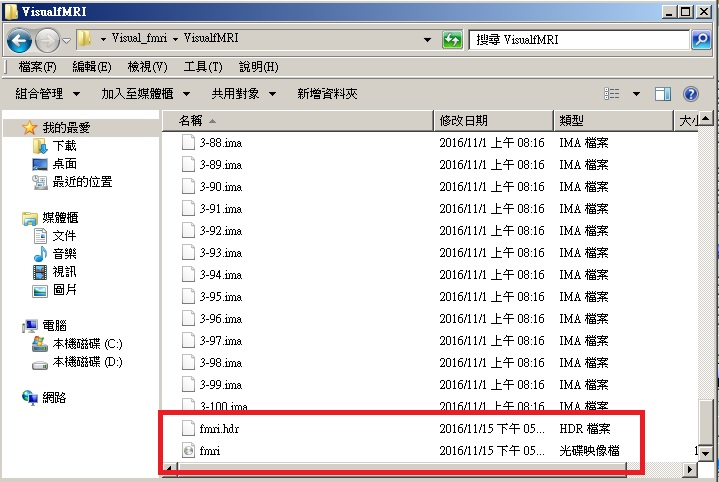 VisualfMRI
Visual_fmri VisualfMRI 搜尋 VisualfMRI
檔案(F) 編輯(E) 檢視(V) 工具(T) 說明(H)
組合管理 加入至媒體櫃 共用對象 新增資料夾
我的最愛
下載
桌面
最近的位置
媒體櫃
文件
音樂
視訊
圖片
電腦
本機磁碟 (C:)
本機磁碟 (D:)
網路
名稱 修改日期 類型 大小
3-88.ima 2016/11/1 上午 08:16 IMA 檔案
3-89.ima 2016/11/1 上午 08:16 IMA 檔案
3-90.ima 2016/11/1 上午 08:16 IMA 檔案
3-91.ima 2016/11/1 上午 08:16 IMA 檔案
3-92.ima 2016/11/1 上午 08:16 IMA 檔案
3-93.ima 2016/11/1 上午 08:16 IMA 檔案
3-94.ima 2016/11/1 上午 08:16 IMA 檔案
3-95.ima 2016/11/1 上午 08:16 IMA 檔案
3-96.ima 2016/11/1 上午 08:16 IMA 檔案
3-97.ima 2016/11/1 上午 08:16 IMA 檔案
3-98.ima 2016/11/1 上午 08:16 IMA 檔案
3-99.ima 2016/11/1 上午 08:16 IMA 檔案
3-100.ima 2016/11/1 上午 08:16 IMA 檔案
fmri.hdr 2016/11/15 下午 05... HDR 檔案
fmri 2016/11/15 下午 05... 光碟映像檔 1